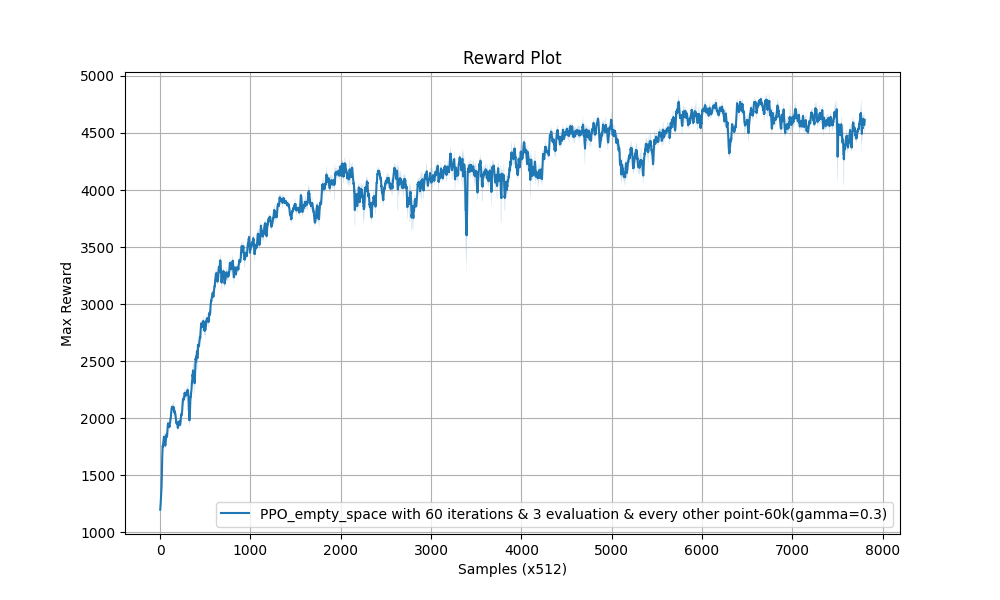 Reward Plot
5000
4500
4000
3500
3000
2500
2000
1500
1000
Max Reward
PPO_empty_space with 60 iterations & 3 evaluation & every other point-60k(gamma=0.3)
0 1000 2000 3000 4000 5000 6000 7000 8000
Samples (x512)